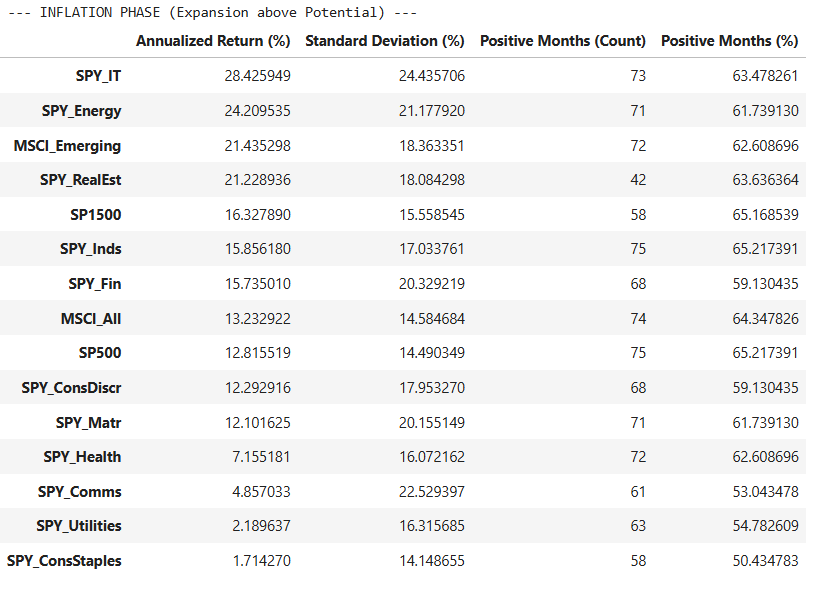 --- INFLATION PHASE (Expansion above Potential) ---
Annualized Return (%) Standard Deviation (%) Positive Months (Count) Positive Months (%)
SPY_IT 28.425949 24.435706 73 63.478261
SPY_Energy 24.209535 21.177920 71 61.739130
MSCI_Emerging 21.435298 18.363351 72 62.608696
SPY_RealEst 21.228936 18.084298 42 63.636364
SP1500 16.327890 15.558545 58 65.168539
SPY_Inds 15.856180 17.033761 75 65.217391
SPY_Fin 15.735010 20.329219 68 59.130435
MSCI_All 13.232922 14.584684 74 64.347826
SP500 12.815519 14.490349 75 65.217391
SPY_ConsDiscr 12.292916 17.953270 68 59.130435
SPY_Matr 12.101625 20.155149 71 61.739130
SPY_Health 7.155181 16.072162 72 62.608696
SPY_Comms 4.857033 22.529397 61 53.043478
SPY_Utilities 2.189637 16.315685 63 54.782609
SPY_ConsStaples 1.714270 14.148655 58 50.434783